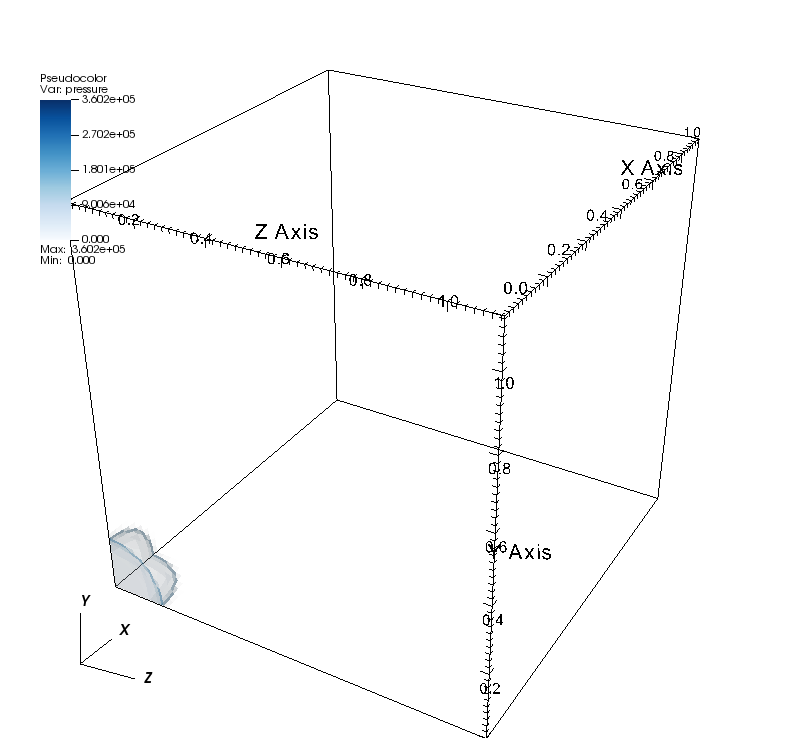 Pseudocolor
Var: pressure
3.602e+05
2.702e+05
1.801e+05
9.006e+04
0.000
Max: 3.602e+05
Min: 0.000
1.0
0.8
X Axis
0.6
0.4
0.2
0.0
0.2
0.4
Z Axis
0.6
0.8
1.0
1.0
0.8
0.6
Y Axis
0.4
0.2
Y
X
Z